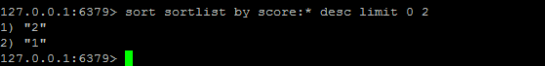 127.0.0.1:6379> sort sortlist by score:* desc limit 0 2
1) "2"
2) "1"
127.0.0.1:6379>